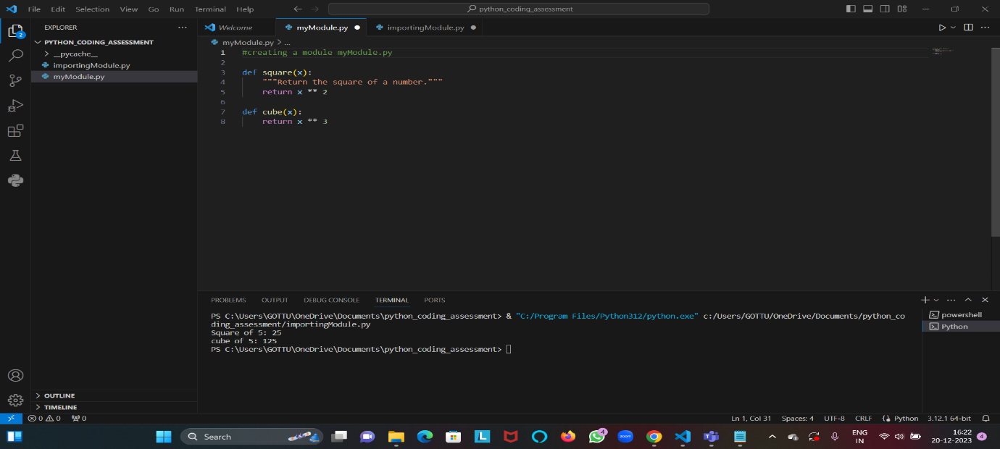 File Edit Selection View Go Run Terminal Help python_coding_assessment
EXPLORER
2
PYTHON_CODING_ASSESSMENT
__pycache__
importingModule.py
myModule.py
OUTLINE
TIMELINE
Welcome myModule.py importingModule.py
myModule.py > ...
1 #creating a module myModule.py
2
3 def square(x):
4 """Return the square of a number."""
5 return x ** 2
6
7 def cube(x):
8 return x ** 3
PROBLEMS OUTPUT DEBUG CONSOLE TERMINAL PORTS
PS C:\Users\GOTTU\OneDrive\Documents\python_coding_assessment> & "C:/Program Files/Python312/python.exe" c:/Users/GOTTU/OneDrive/Documents/python_co
ding_assessment/importingModule.py
Square of 5: 25
cube of 5: 125
PS C:\Users\GOTTU\OneDrive\Documents\python_coding_assessment>
powershell
Python
0 0 0 Ln 1, Col 31 Spaces: 4 UTF-8 CRLF Python 3.12.1 64-bit
Search L 4 zoom ENG
IN
16:22
20-12-2023
4